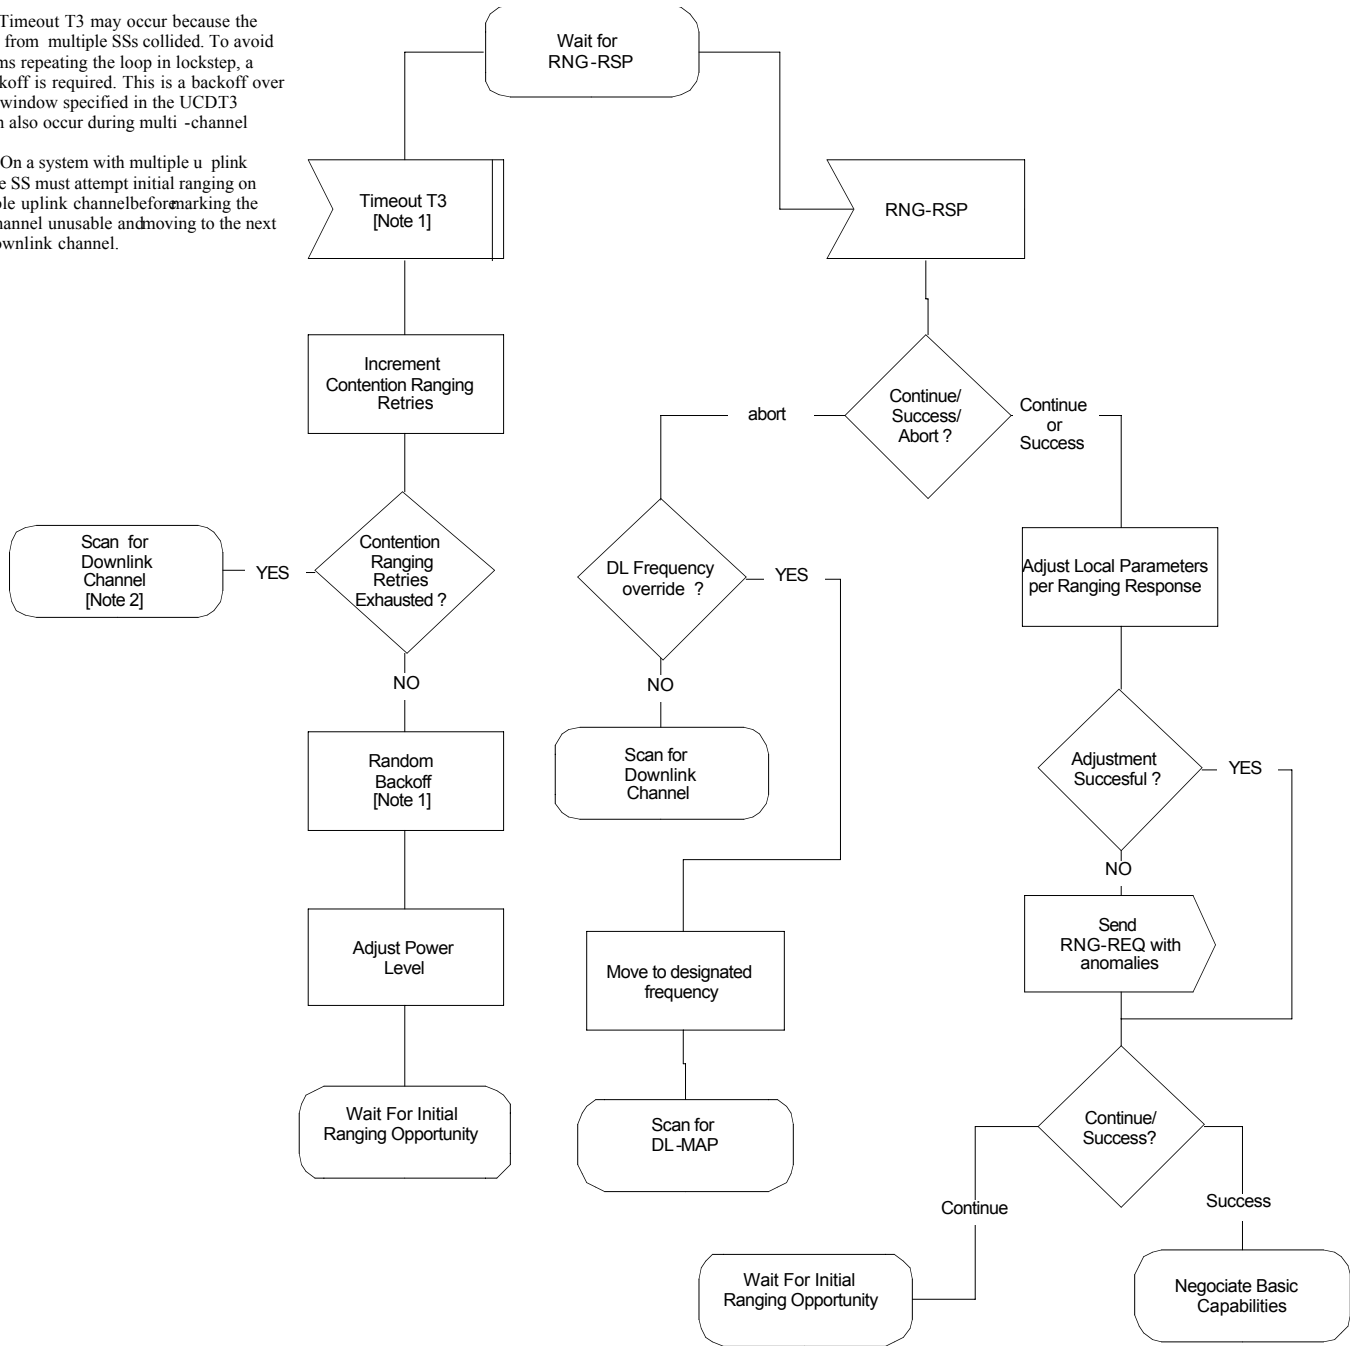 Timeout T3 may occur because the
from multiple SSs collided. To avoid
ms repeating the loop in lockstep, a
koff is required. This is a backoff over
window specified in the UCDT3
n also occur during multi -channel
On a system with multiple u plink
e SS must attempt initial ranging on
ble uplink channelbeforemarking the
hannel unusable andmoving to the next
ownlink channel.
Wait for
RNG-RSP
Timeout T3
[Note 1]
RNG-RSP
Increment
Contention Ranging
Retries
Continue/
Success/
Abort ?
abort
Continue
or
Success
Scan for
Downlink
Channel
[Note 2]
YES
Contention
Ranging
Retries
Exhausted ?
NO
DL Frequency
override ?
YES
NO
Adjust Local Parameters
per Ranging Response
Random
Backoff
[Note 1]
Scan for
Downlink
Channel
Adjustment
Succesful ?
YES
NO
Adjust Power
Level
Move to designated
frequency
Send
RNG-REQ with
anomalies
Wait For Initial
Ranging Opportunity
Scan for
DL-MAP
Continue/
Success?
Continue
Success
Wait For Initial
Ranging Opportunity
Negociate Basic
Capabilities